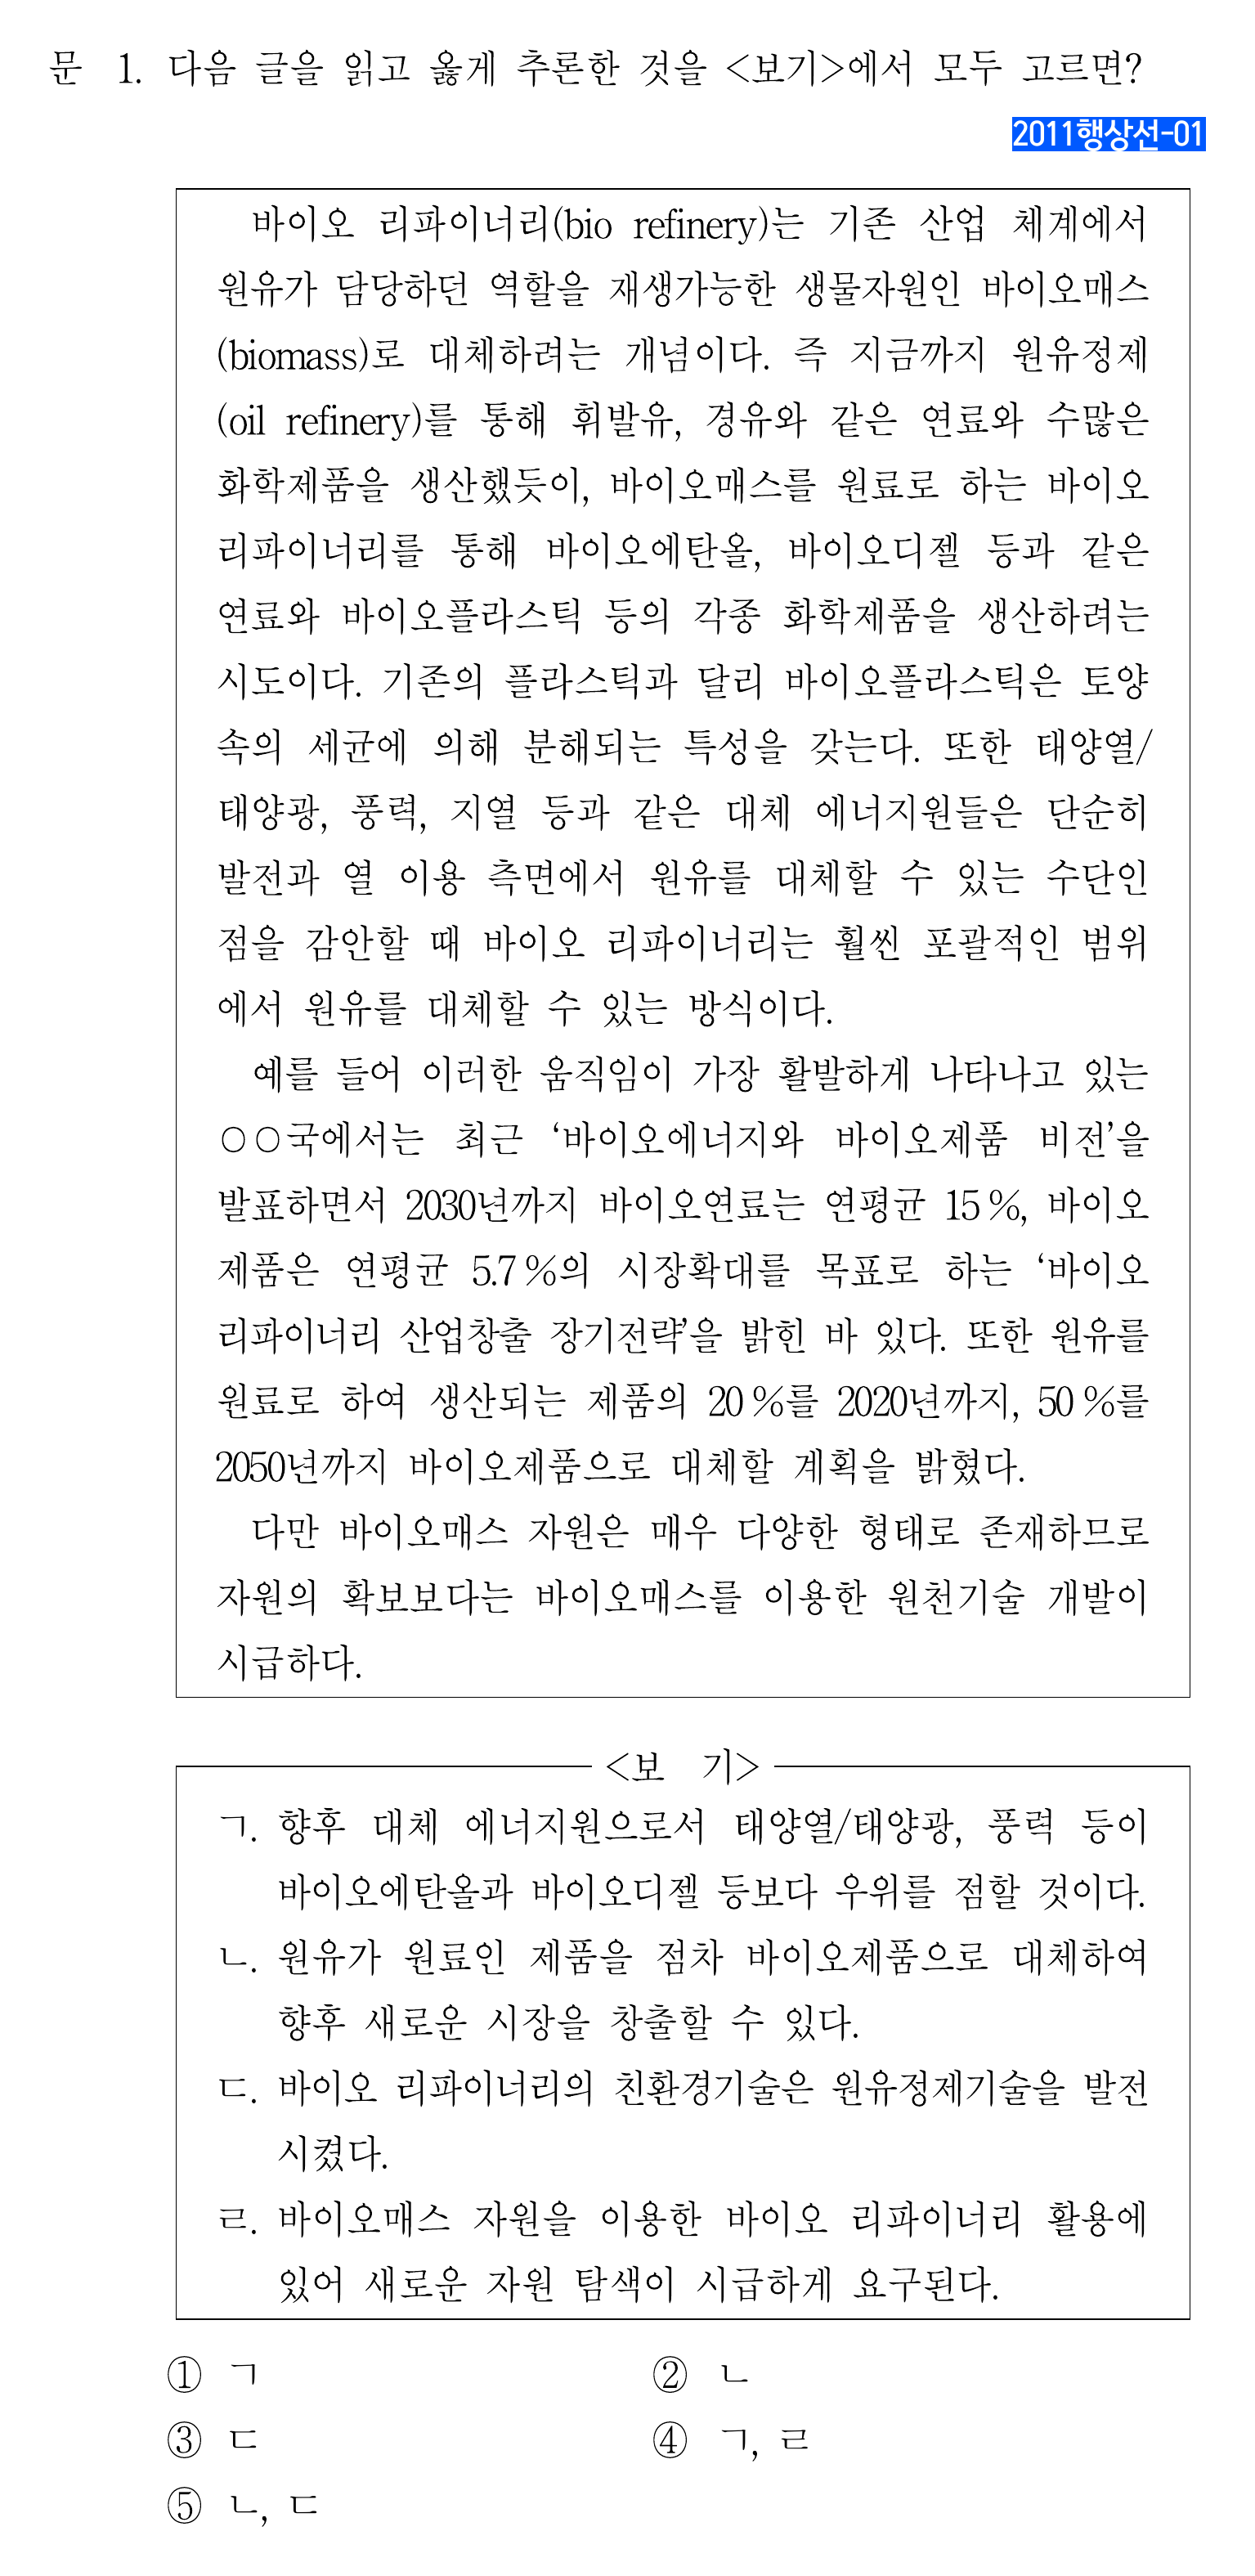 문 1. 다음 글을 읽고 옳게 추론한 것을 <보기>에서 모두 고르면?
2011행상선-01
바이오 리파이너리(bio refinery)는 기존 산업 체계에서
원유가 담당하던 역할을 재생가능한 생물자원인 바이오매스
(biomass)로 대체하려는 개념이다. 즉 지금까지 원유정제
(oil refinery)를 통해 휘발유, 경유와 같은 연료와 수많은
화학제품을 생산했듯이, 바이오매스를 원료로 하는 바이오
리파이너리를 통해 바이오에탄올, 바이오디젤 등과 같은
연료와 바이오플라스틱 등의 각종 화학제품을 생산하려는
시도이다. 기존의 플라스틱과 달리 바이오플라스틱은 토양
속의 세균에 의해 분해되는 특성을 갖는다. 또한 태양열/
태양광, 풍력, 지열 등과 같은 대체 에너지원들은 단순히
발전과 열 이용 측면에서 원유를 대체할 수 있는 수단인
점을 감안할 때 바이오 리파이너리는 훨씬 포괄적인 범위
에서 원유를 대체할 수 있는 방식이다.
예를 들어 이러한 움직임이 가장 활발하게 나타나고 있는
○○국에서는 최근 ‘바이오에너지와 바이오제품 비전’을
발표하면서 2030년까지 바이오연료는 연평균 15%, 바이오
제품은 연평균 5.7%의 시장확대를 목표로 하는 ‘바이오
리파이너리 산업창출 장기전략’을 밝힌 바 있다. 또한 원유를
원료로 하여 생산되는 제품의 20%를 2020년까지, 50%를
2050년까지 바이오제품으로 대체할 계획을 밝혔다.
다만 바이오매스 자원은 매우 다양한 형태로 존재하므로
자원의 확보보다는 바이오매스를 이용한 원천기술 개발이
시급하다.
<보 기>
ㄱ. 향후 대체 에너지원으로서 태양열/태양광, 풍력 등이
바이오에탄올과 바이오디젤 등보다 우위를 점할 것이다.
ㄴ. 원유가 원료인 제품을 점차 바이오제품으로 대체하여
향후 새로운 시장을 창출할 수 있다.
ㄷ. 바이오 리파이너리의 친환경기술은 원유정제기술을 발전
시켰다.
ㄹ. 바이오매스 자원을 이용한 바이오 리파이너리 활용에
있어 새로운 자원 탐색이 시급하게 요구된다.
① ㄱ ② ㄴ
③ ㄷ ④ ㄱ, ㄹ
⑤ ㄴ, ㄷ